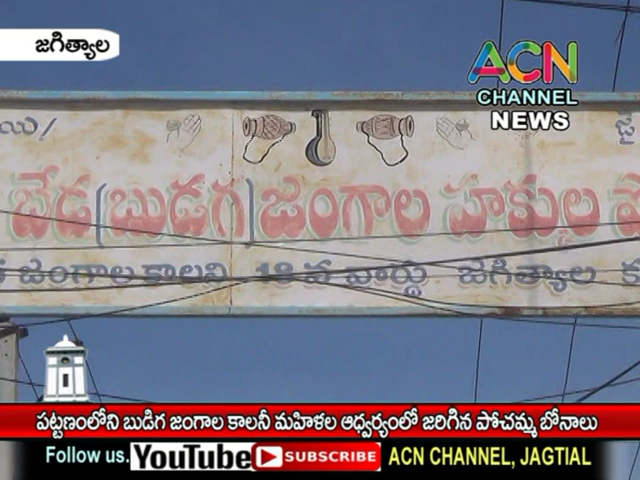 జగిత్యాల
ACN
CHANNEL
NEWS
బేడ (బుడగ) జంగాల హక్కుల
జంగాల కాలని 18 వ వార్డు జగిత్యాల
పట్టణంలోని బుడిగ జంగాల కాలనీ మహిళల ఆధ్వర్యంలో జరిగిన పోచమ్మ బోనాలు
Follow us. YouTube SUBSCRIBE ACN CHANNEL, JAGTIAL